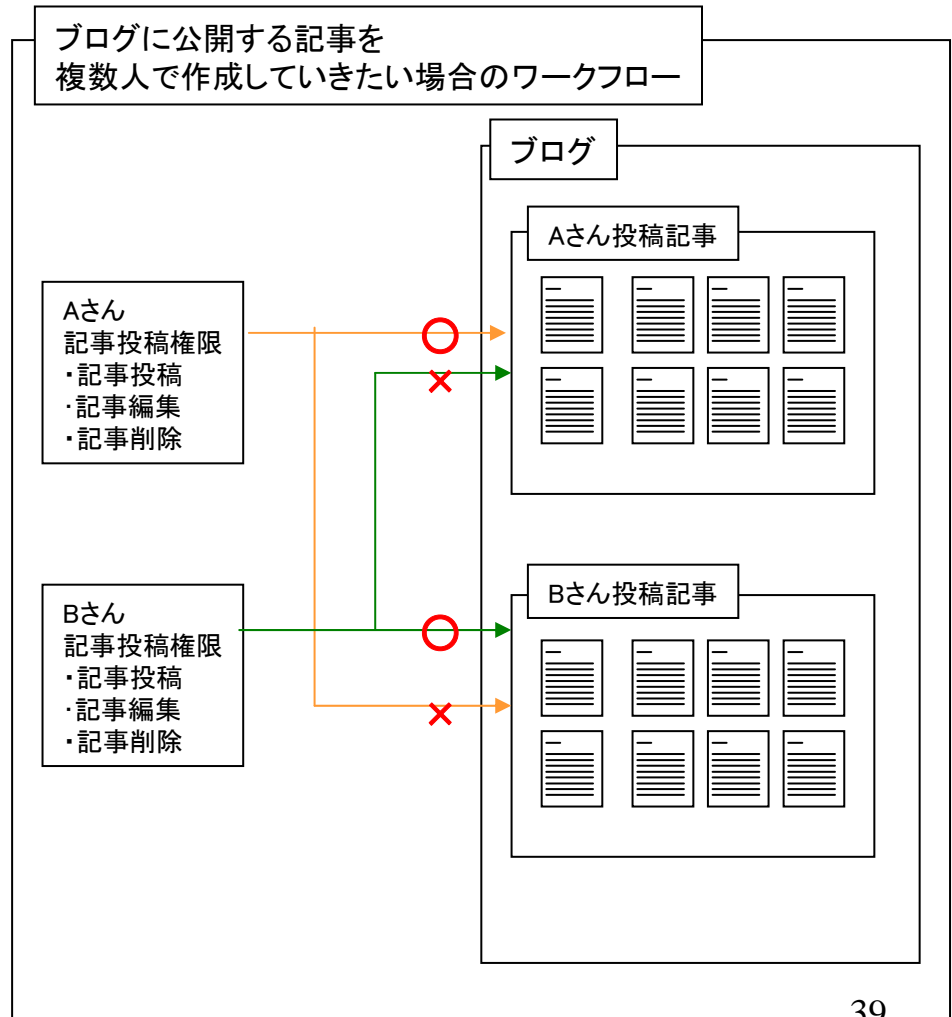 ブログに公開する記事を
複数人で作成していきたい場合のワークフロー
ブログ
Aさん投稿記事
Aさん
記事投稿権限
・記事投稿
・記事編集
・記事削除
Bさん投稿記事
Bさん
記事投稿権限
・記事投稿
・記事編集
・記事削除
39